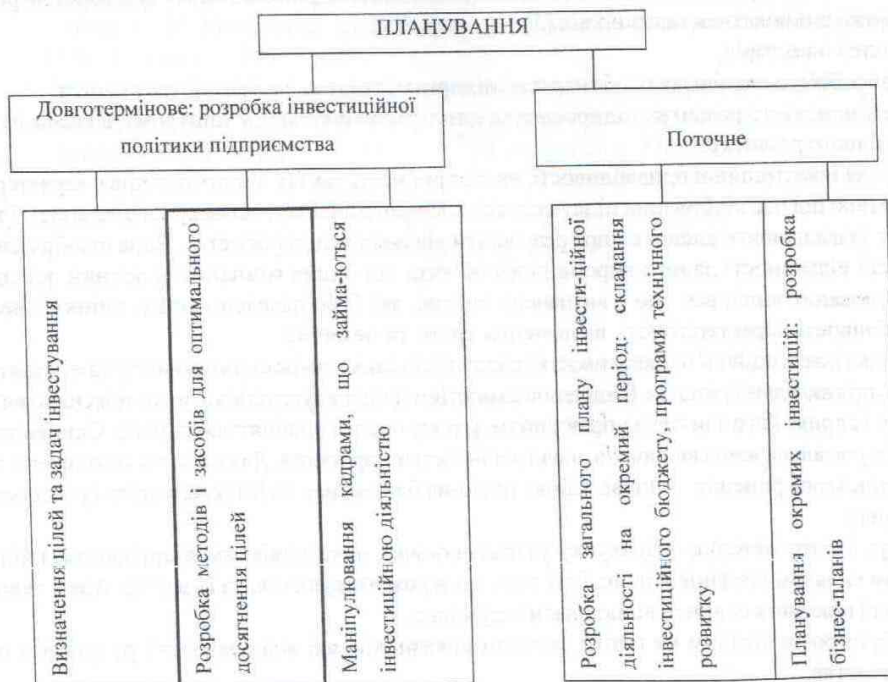 ПЛАНУВАННЯ
Довготермінове: розробка інвестиційної
політики підприємства
Поточне
Визначення цілей та задач інвестування
Розробка методів і засобів для оптимального
досягнення цілей
Маніпулювання кадрами, що займа-ються
інвестиційною діяльністю
Розробка загального плану інвести-ційної
діяльності на окремий період: складання
інвестиційного бюджету, програми технічного
розвитку
Планування окремих інвестицій: розробка
бізнес-планів